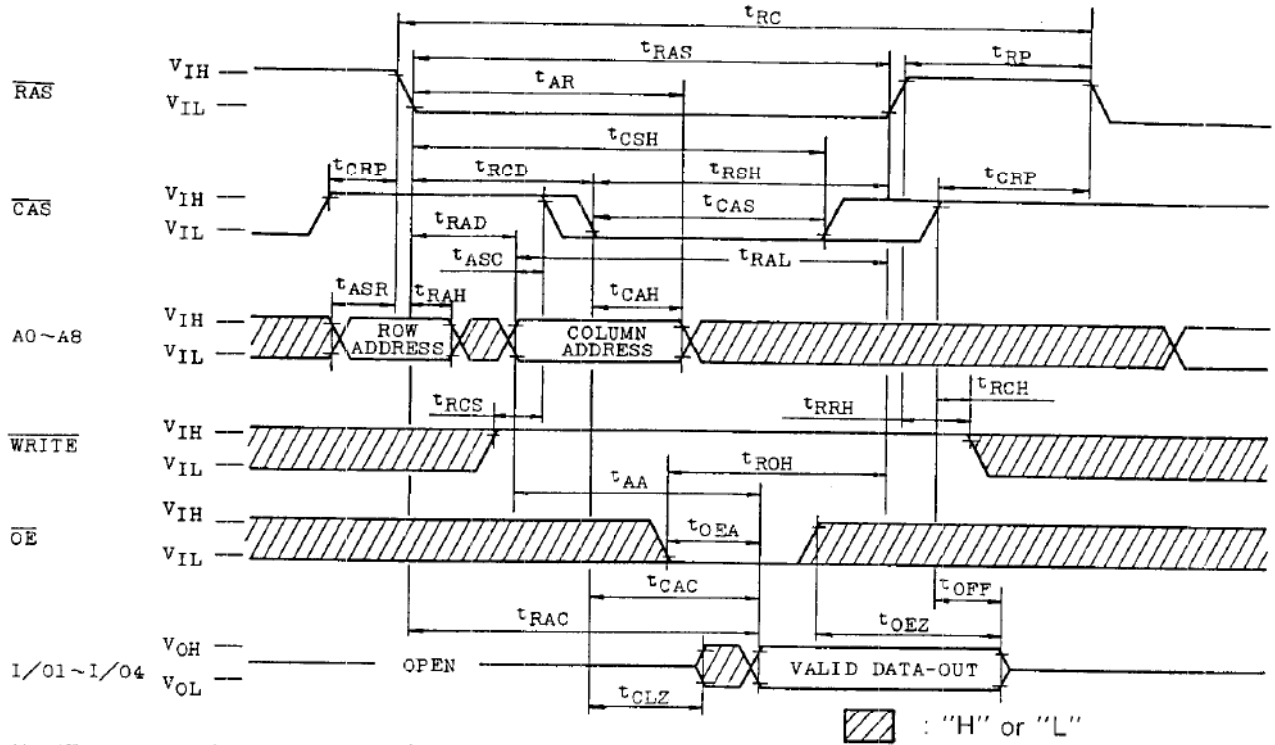 tRC
tRAS
tRP
RAS
VIH
VIL
tAR
tCSH
tCRP
tRCD
tRSH
tCRP
CAS
VIH
VIL
tCAS
tRAD
tRAL
tASC
tASR
tRAH
tCAH
A0~A8
VIH
VIL
ROW
ADDRESS
COLUMN
ADDRESS
tRCS
tRRH
tRCH
WRITE
VIH
VIL
tROH
tAA
OE
VIH
VIL
tOEA
tCAC
tOFF
tRAC
tOEZ
I/O1~I/O4
VOH
VOL
OPEN
VALID DATA-OUT
tCLZ
: "H" or "L"